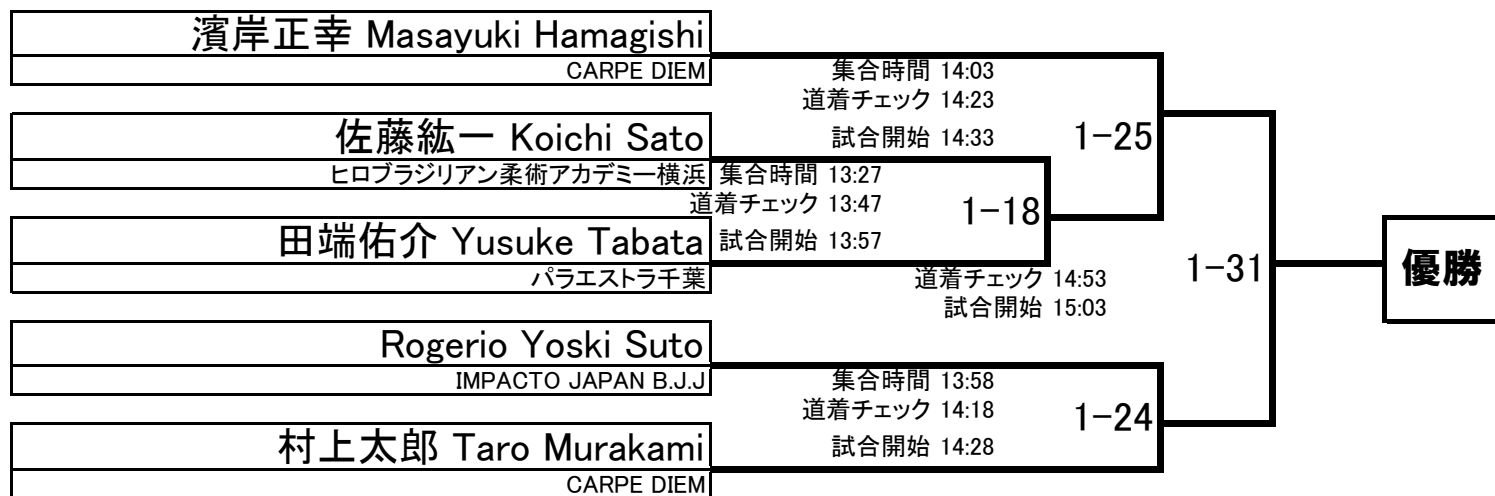 濱岸正幸 Masayuki Hamagishi
CARPE DIEM
集合時間 14:03
道着チェック 14:23
試合開始 14:33
1-25
佐藤紘一 Koichi Sato
ヒロブラジリアン柔術アカデミー横浜
集合時間 13:27
道着チェック 13:47
試合開始 13:57
1-18
田端佑介 Yusuke Tabata
パラエストラ千葉
道着チェック 14:53
試合開始 15:03
1-31
優勝
Rogerio Yoski Suto
IMPACTO JAPAN B.J.J
集合時間 13:58
道着チェック 14:18
試合開始 14:28
1-24
村上太郎 Taro Murakami
CARPE DIEM